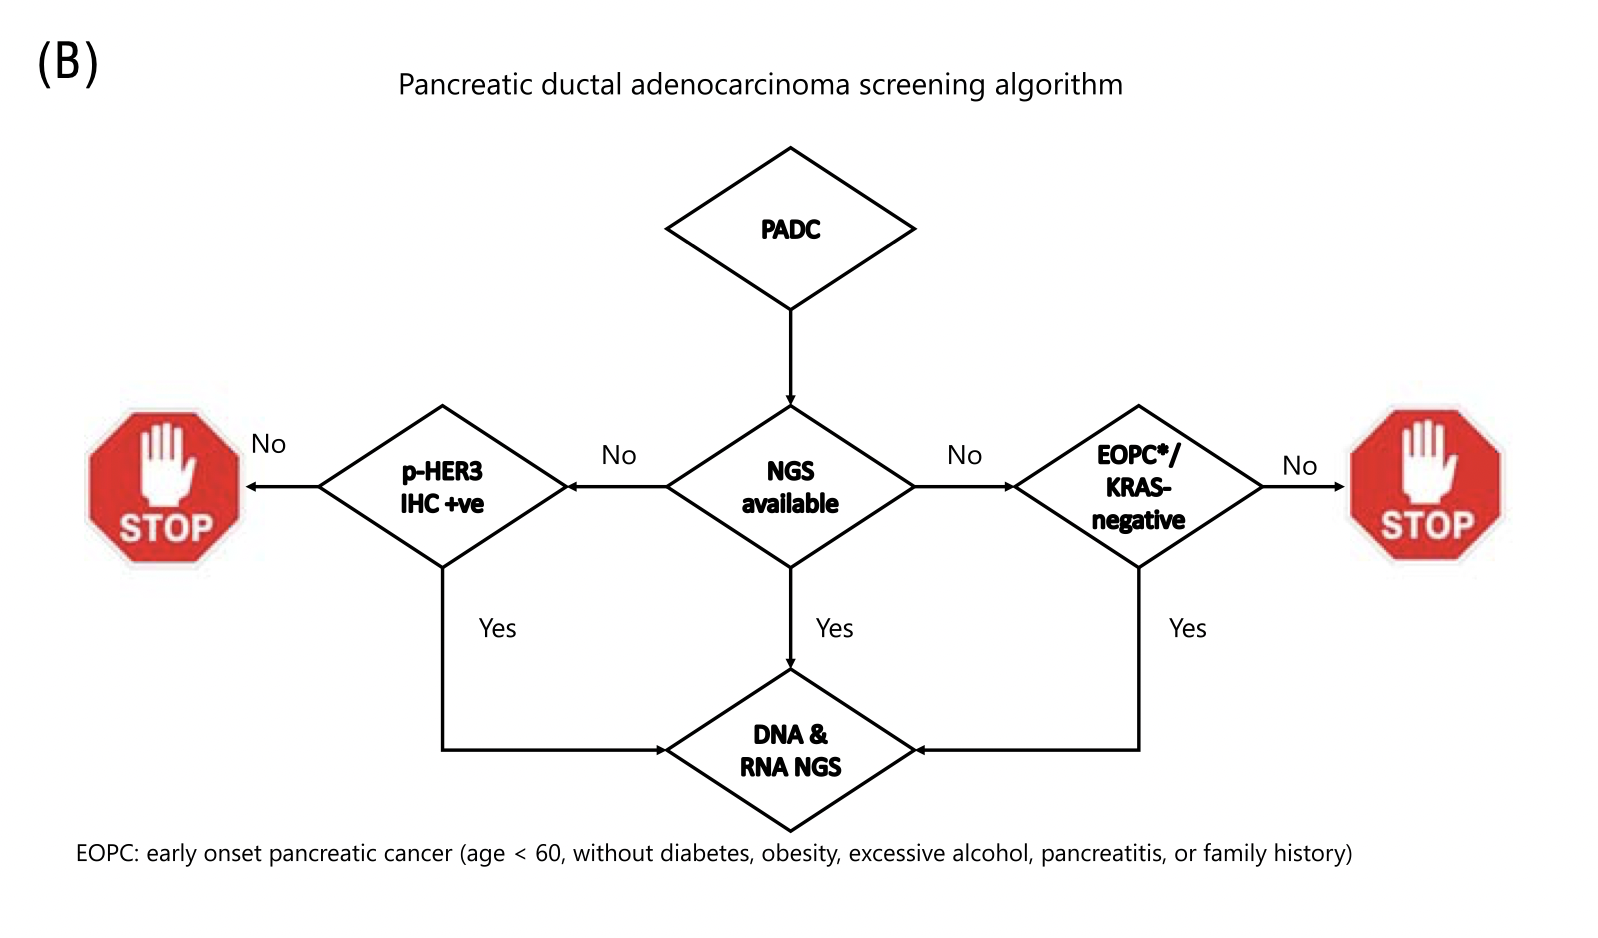 (B)
Pancreatic ductal adenocarcinoma screening algorithm
PADC
No
p-HER3
IHC +ve
No
NGS
available
No
EOPC*/
KRAS-
negative
No
STOP
STOP
Yes
Yes
Yes
DNA &
RNA NGS
EOPC: early onset pancreatic cancer (age < 60, without diabetes, obesity, excessive alcohol, pancreatitis, or family history)